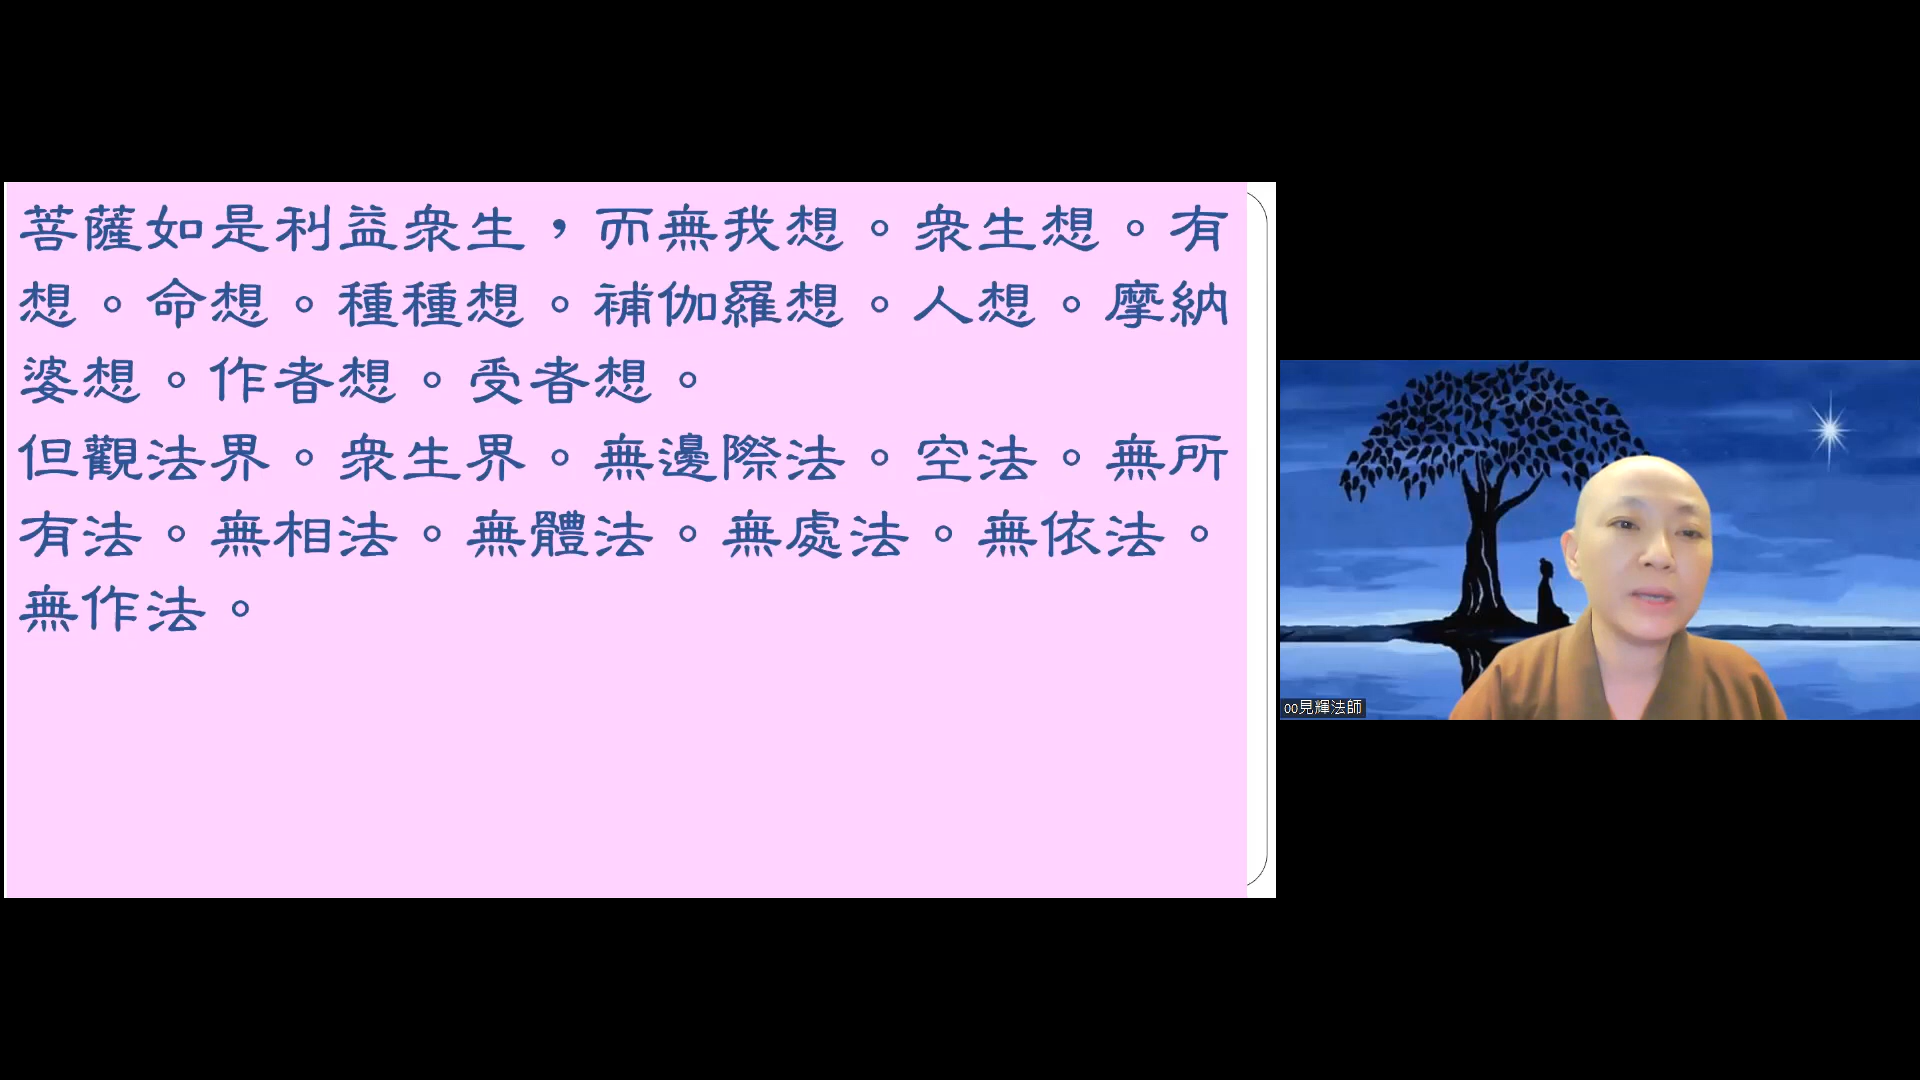 菩薩如是利益衆生，而無我想。衆生想。有
想。命想。種種想。補伽羅想。人想。摩納
婆想。作者想。受者想。
但觀法界。衆生界。無邊際法。空法。無所
有法。無相法。無體法。無處法。無依法。
無作法。
oo見輝法師